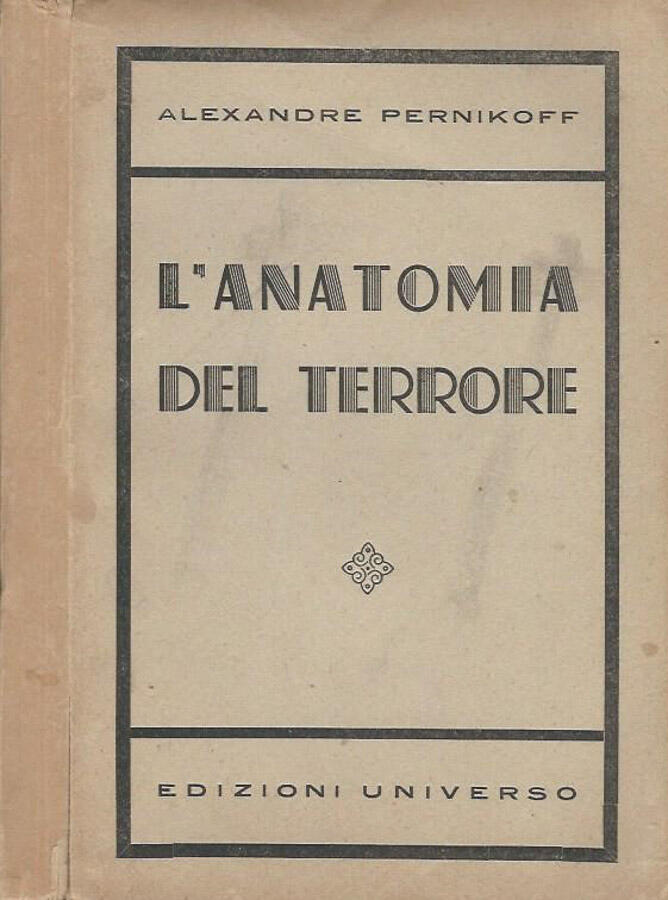 ALEXANDRE PERNIKOFF
L'ANATOMIA
DEL TERRORE
EDIZIONI UNIVERSO